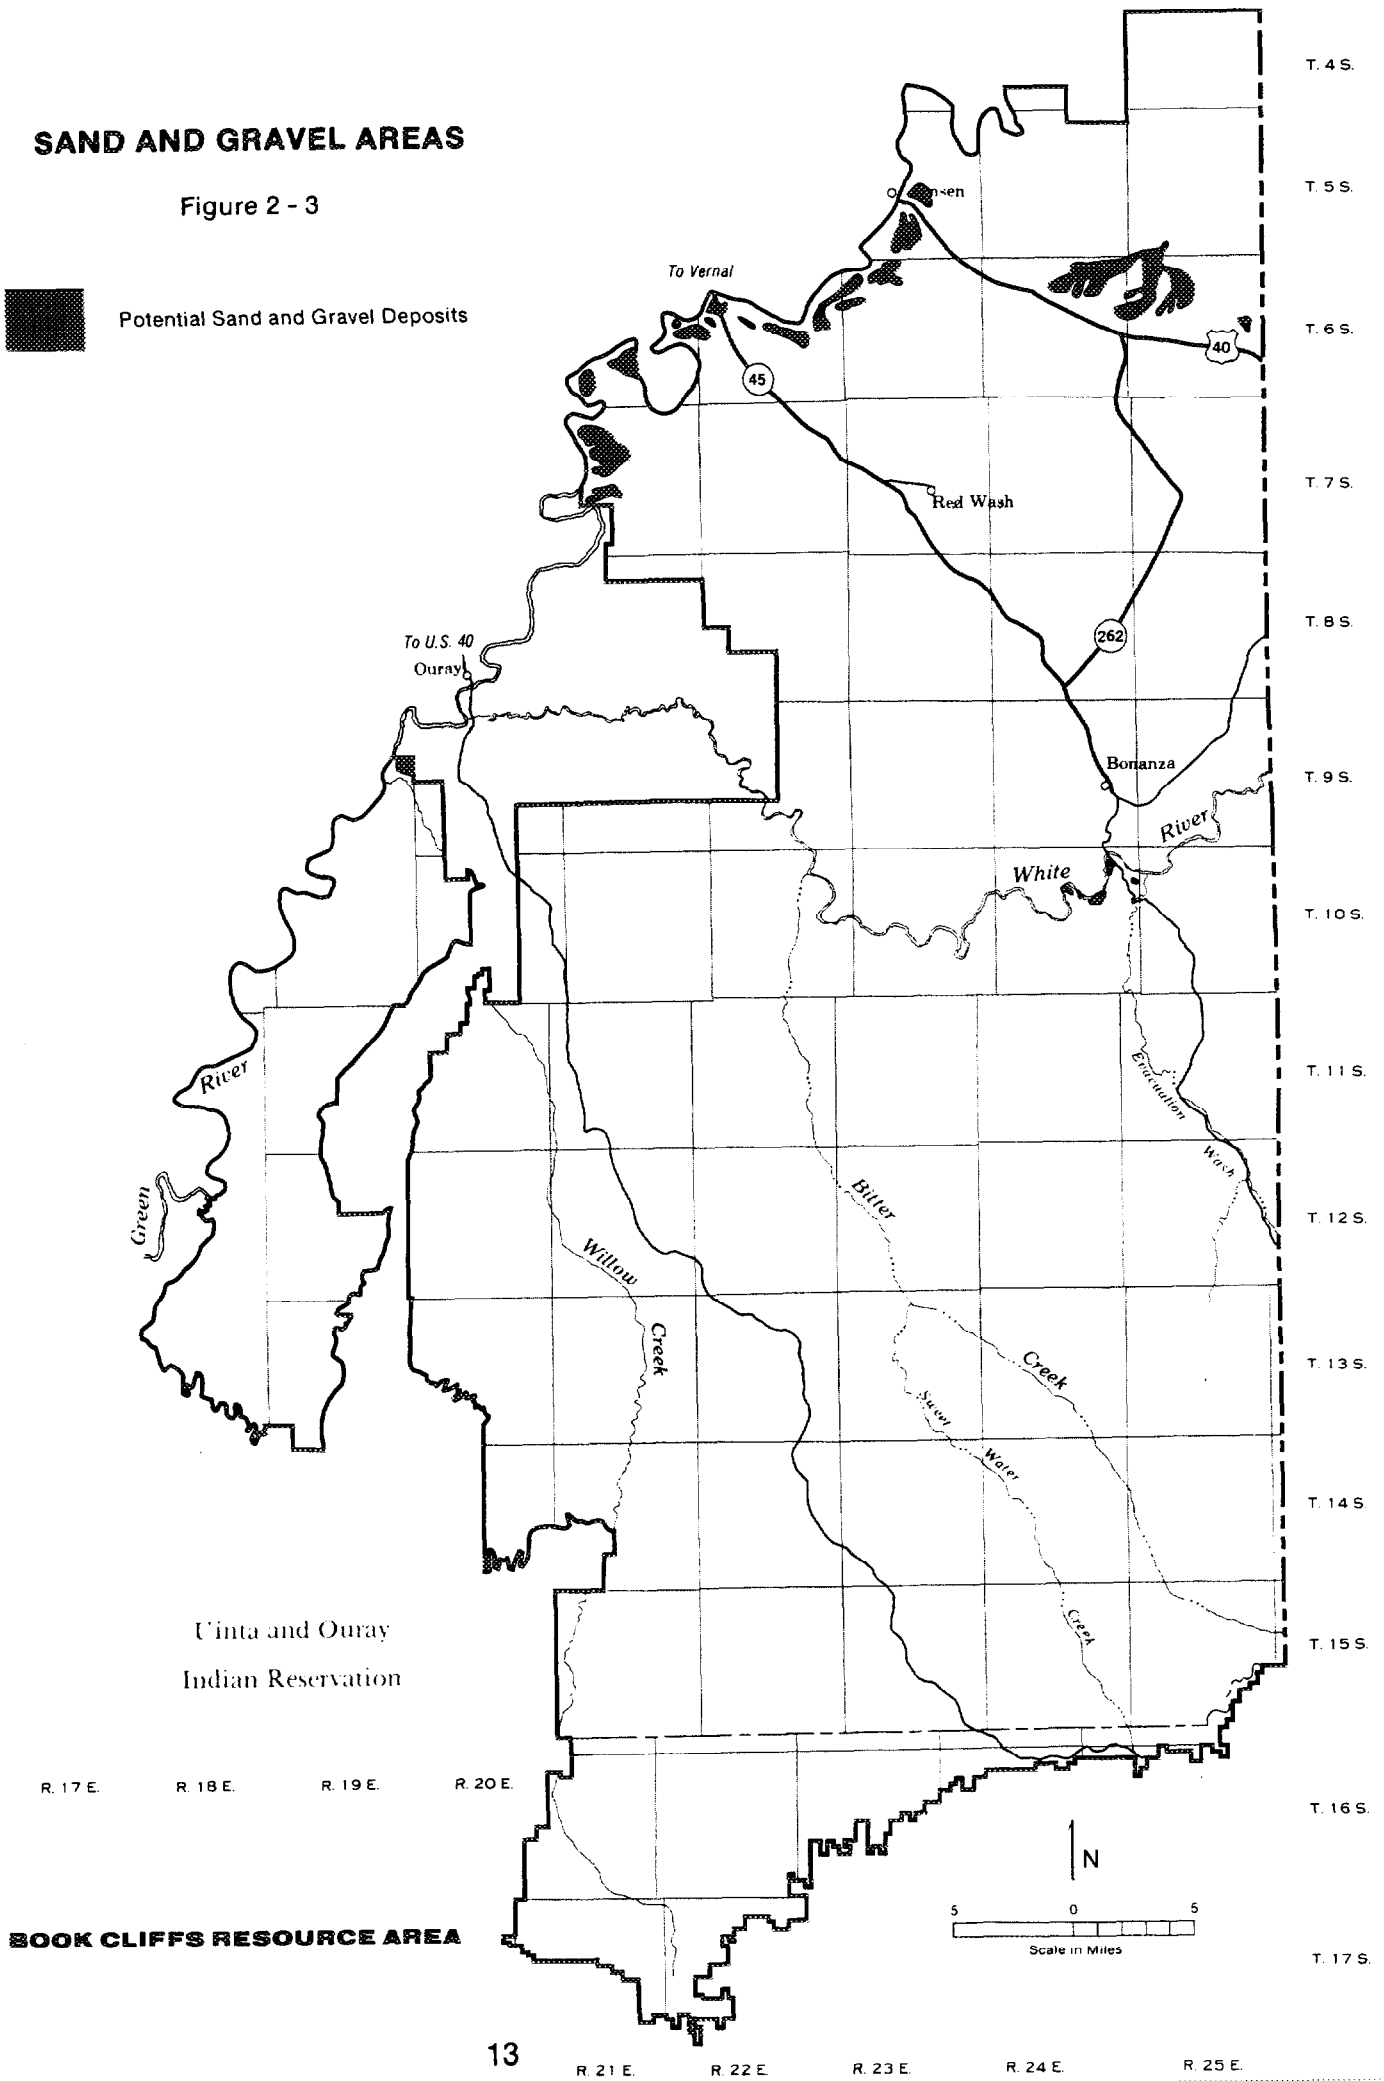 T. 4 S.
SAND AND GRAVEL AREAS
T. 5 S.
nsen
Figure 2 - 3
To Vernal
Potential Sand and Gravel Deposits
T. 6 S.
40
45
T. 7 S.
Red Wash
T. 8 S.
262
To U.S. 40
Ouray
Bonanza
T. 9 S.
River
White
T. 10 S.
River
T. 11 S.
Evacuation
Wash
Bitter
Green
T. 12 S.
Willow
Creek
Creek
T. 13 S.
Sweet
Water
T. 14 S.
Creek
Uinta and Ouray
T. 15 S.
Indian Reservation
R. 17 E.
R. 18 E.
R. 19 E.
R. 20 E.
T. 16 S.
N
5 0 5
BOOK CLIFFS RESOURCE AREA
Scale in Miles
T. 17 S.
13
R. 21 E.
R. 22 E.
R. 23 E.
R. 24 E.
R. 25 E.